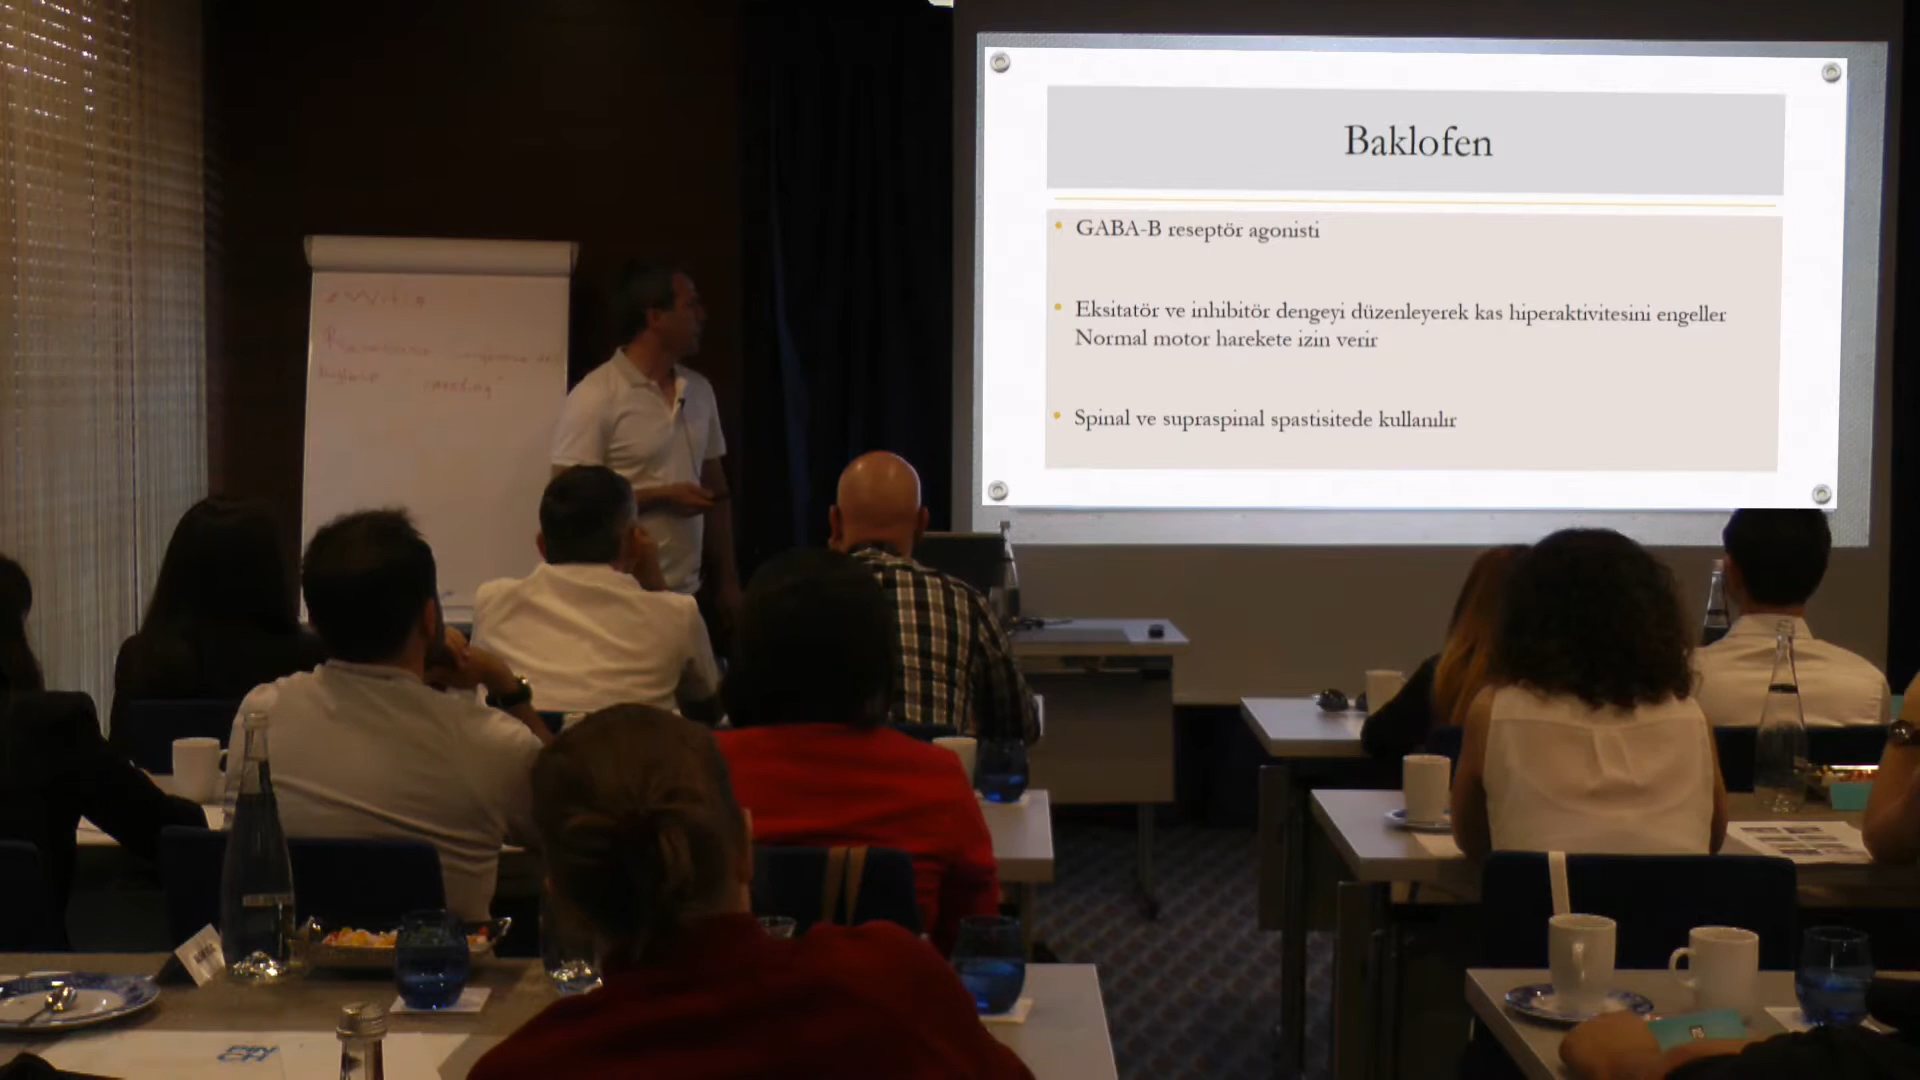 Baklofen
GABA-B reseptör agonisti
Eksitatör ve inhibitör dengeyi düzenleyerek kas hiperaktivitesini engeller
Normal motor harekete izin verir
Spinal ve supraspinal spastisitede kullanılır